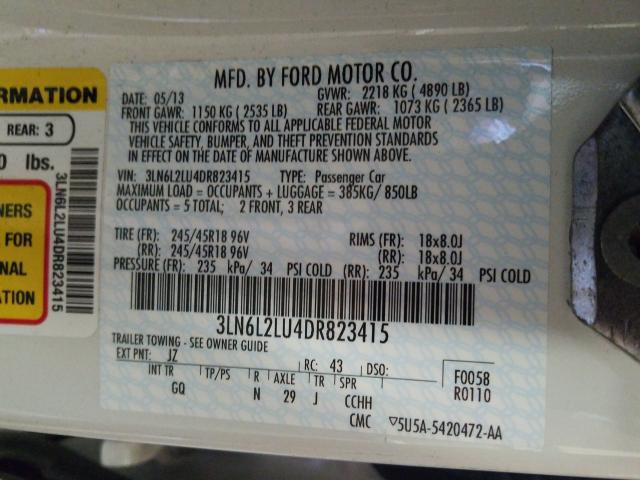 MFD. BY FORD MOTOR CO.
DATE: 05/13 GVWR: 2218 KG ( 4890 LB)
FRONT GAWR: 1150 KG ( 2535 LB) REAR GAWR: 1073 KG ( 2365 LB)
THIS VEHICLE CONFORMS TO ALL APPLICABLE FEDERAL MOTOR
VEHICLE SAFETY, BUMPER, AND THEFT PREVENTION STANDARDS
IN EFFECT ON THE DATE OF MANUFACTURE SHOWN ABOVE.
VIN: 3LN6L2LU4DR823415 TYPE: Passenger Car
MAXIMUM LOAD = OCCUPANTS + LUGGAGE = 385KG/ 850LB
OCCUPANTS = 5 TOTAL; 2 FRONT, 3 REAR
TIRE (FR): 245/45R18 96V RIMS (FR): 18x8.0J
(RR): 245/45R18 96V (RR): 18x8.0J
PRESSURE (FR): 235 kPa/ 34 PSI COLD (RR): 235 kPa/ 34 PSI COLD
3LN6L2LU4DR823415
TRAILER TOWING - SEE OWNER GUIDE
EXT PNT: JZ RC: 43 DSO: F0058
R0110
INT TR TP/PS R AXLE TR SPR
GQ N 29 J CCHH
CMC ▽5U5A-5420472-AA
ORMATION
REAR: 3
0 lbs.
3LN6L2LU4DR823415
NERS
FOR
NAL
ATION